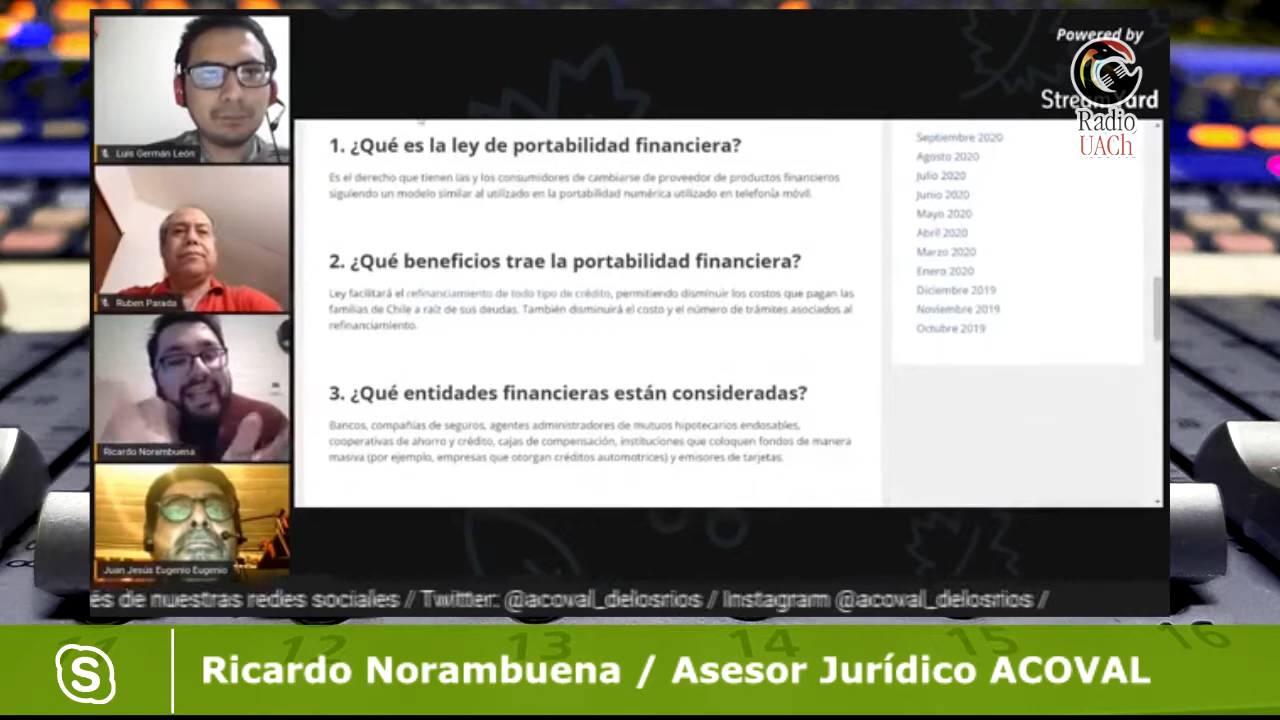 Powered by
StreamYard
Radio
UACh
Luis Germán León
Ruben Parada
Ricardo Norambuena
Juan Jesús Eugenio Eugenio
1. ¿Qué es la ley de portabilidad financiera?
Es el derecho que tienen las y los consumidores de cambiarse de proveedor de productos financieros
siguiendo un modelo similar al utilizado en la portabilidad numérica utilizado en telefonía móvil.
2. ¿Qué beneficios trae la portabilidad financiera?
Ley facilitará el refinanciamiento de todo tipo de crédito, permitiendo disminuir los costos que pagan las
familias de Chile a raíz de sus deudas. También disminuirá el costo y el número de trámites asociados al
refinanciamiento.
3. ¿Qué entidades financieras están consideradas?
Bancos, compañías de seguros, agentes administradores de mutuos hipotecarios endosables,
cooperativas de ahorro y crédito, cajas de compensación, instituciones que coloquen fondos de manera
masiva (por ejemplo, empresas que otorgan créditos automotrices) y emisores de tarjetas.
Septiembre 2020
Agosto 2020
Julio 2020
Junio 2020
Mayo 2020
Abril 2020
Marzo 2020
Enero 2020
Diciembre 2019
Noviembre 2019
Octubre 2019
és de nuestras redes sociales // Twitter: @acoval_delosrios / Instagram @acoval_delosrios /
12 13 14 15 16
Ricardo Norambuena / Asesor Jurídico ACOVAL